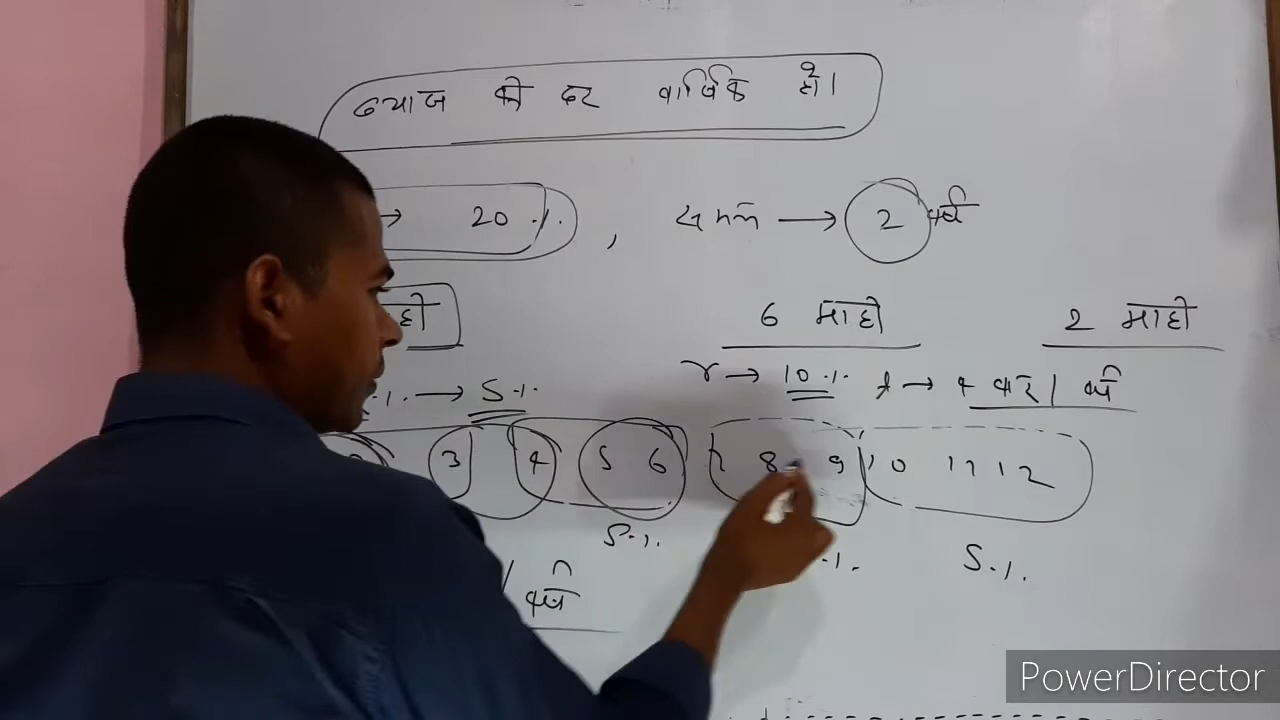 ब्याज की दर वार्षिक हो।
→ 20 %. , समय → 2 वर्ष
ही 6 माही 2 माही
%. → 5 %. r → 10 %. t → 4 बार / वर्ष
3 4 5 6 7 8 9 10 11 12
5 %. %. 5 %.
/ वर्ष
PowerDirector